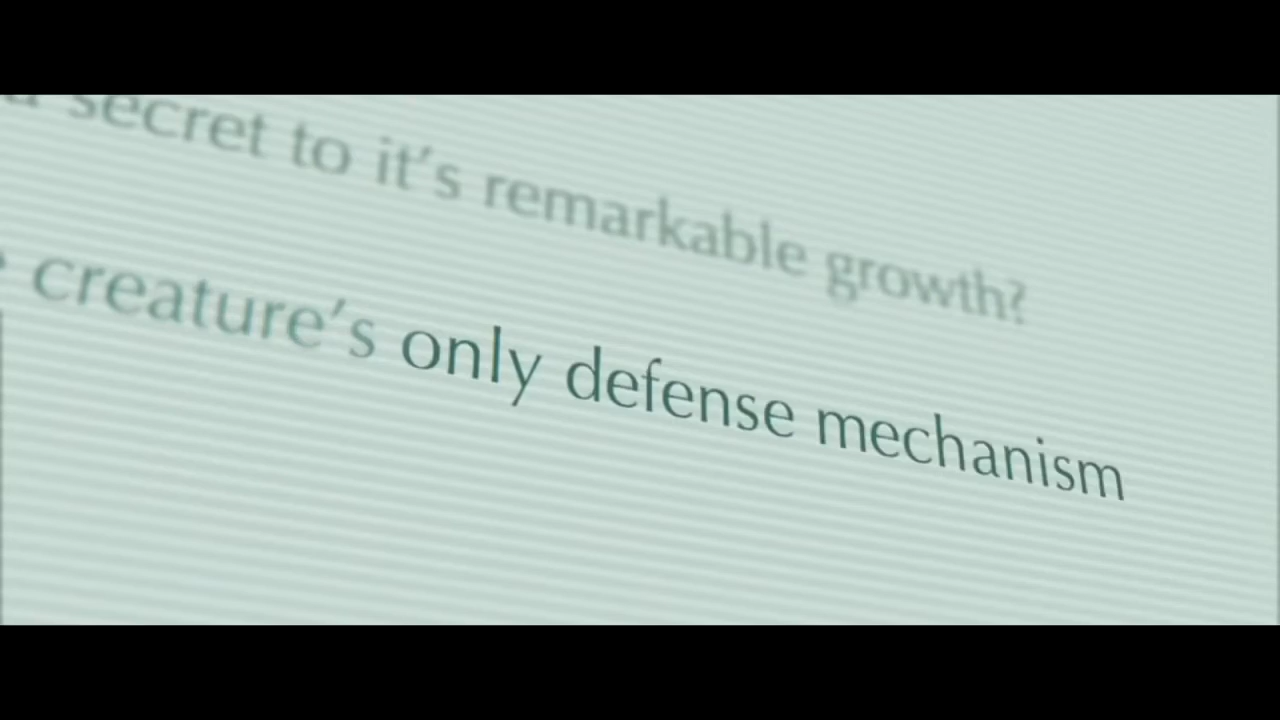 secret to it’s remarkable growth?
creature’s only defense mechanism